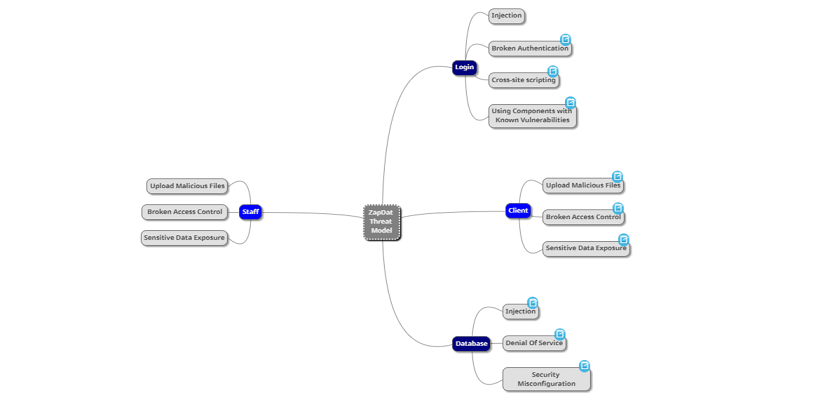 Injection
Broken Authentication
Login
Cross-site scripting
Using Components with
Known Vulnerabilities
Upload Malicious Files
Staff
Broken Access Control
Sensitive Data Exposure
ZapDat
Threat
Model
Upload Malicious Files
Client
Broken Access Control
Sensitive Data Exposure
Injection
Database
Denial Of Service
Security
Misconfiguration